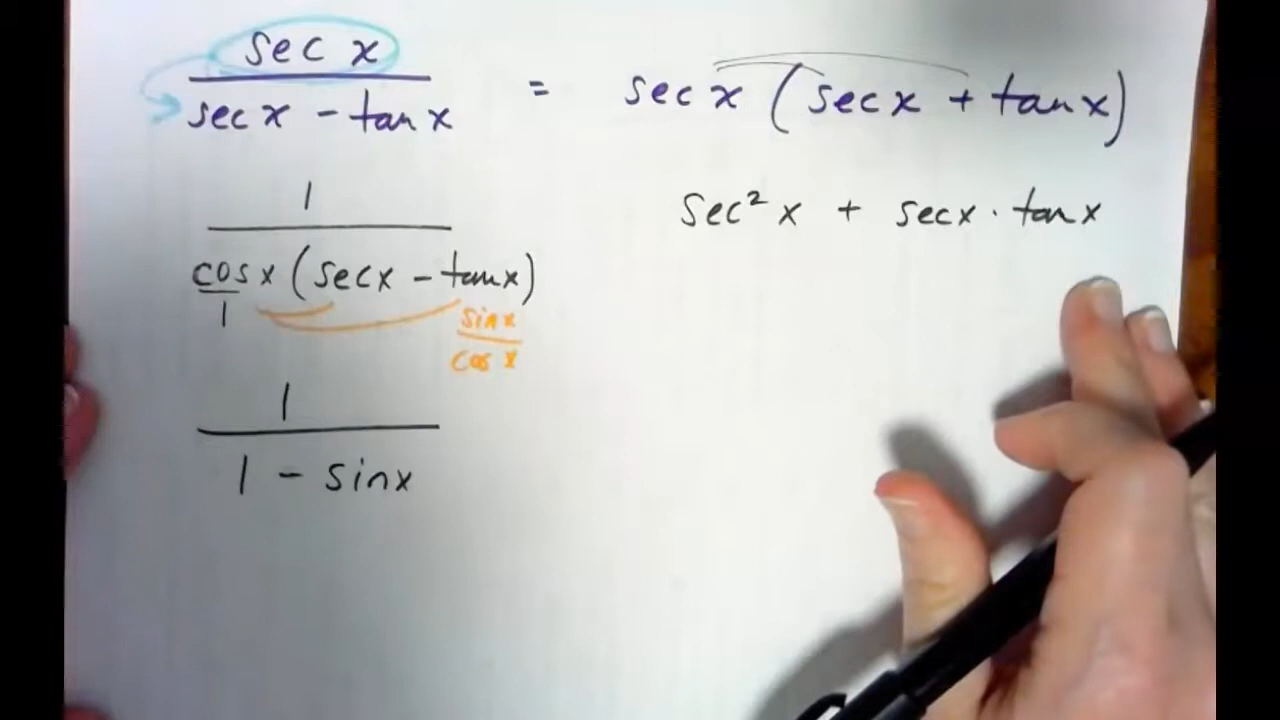 sec x / sec x - tan x = sec x (sec x + tan x)
sec² x + sec x · tan x
1 / cos x (sec x - tan x)
1
sin x / cos x
1 / 1 - sin x